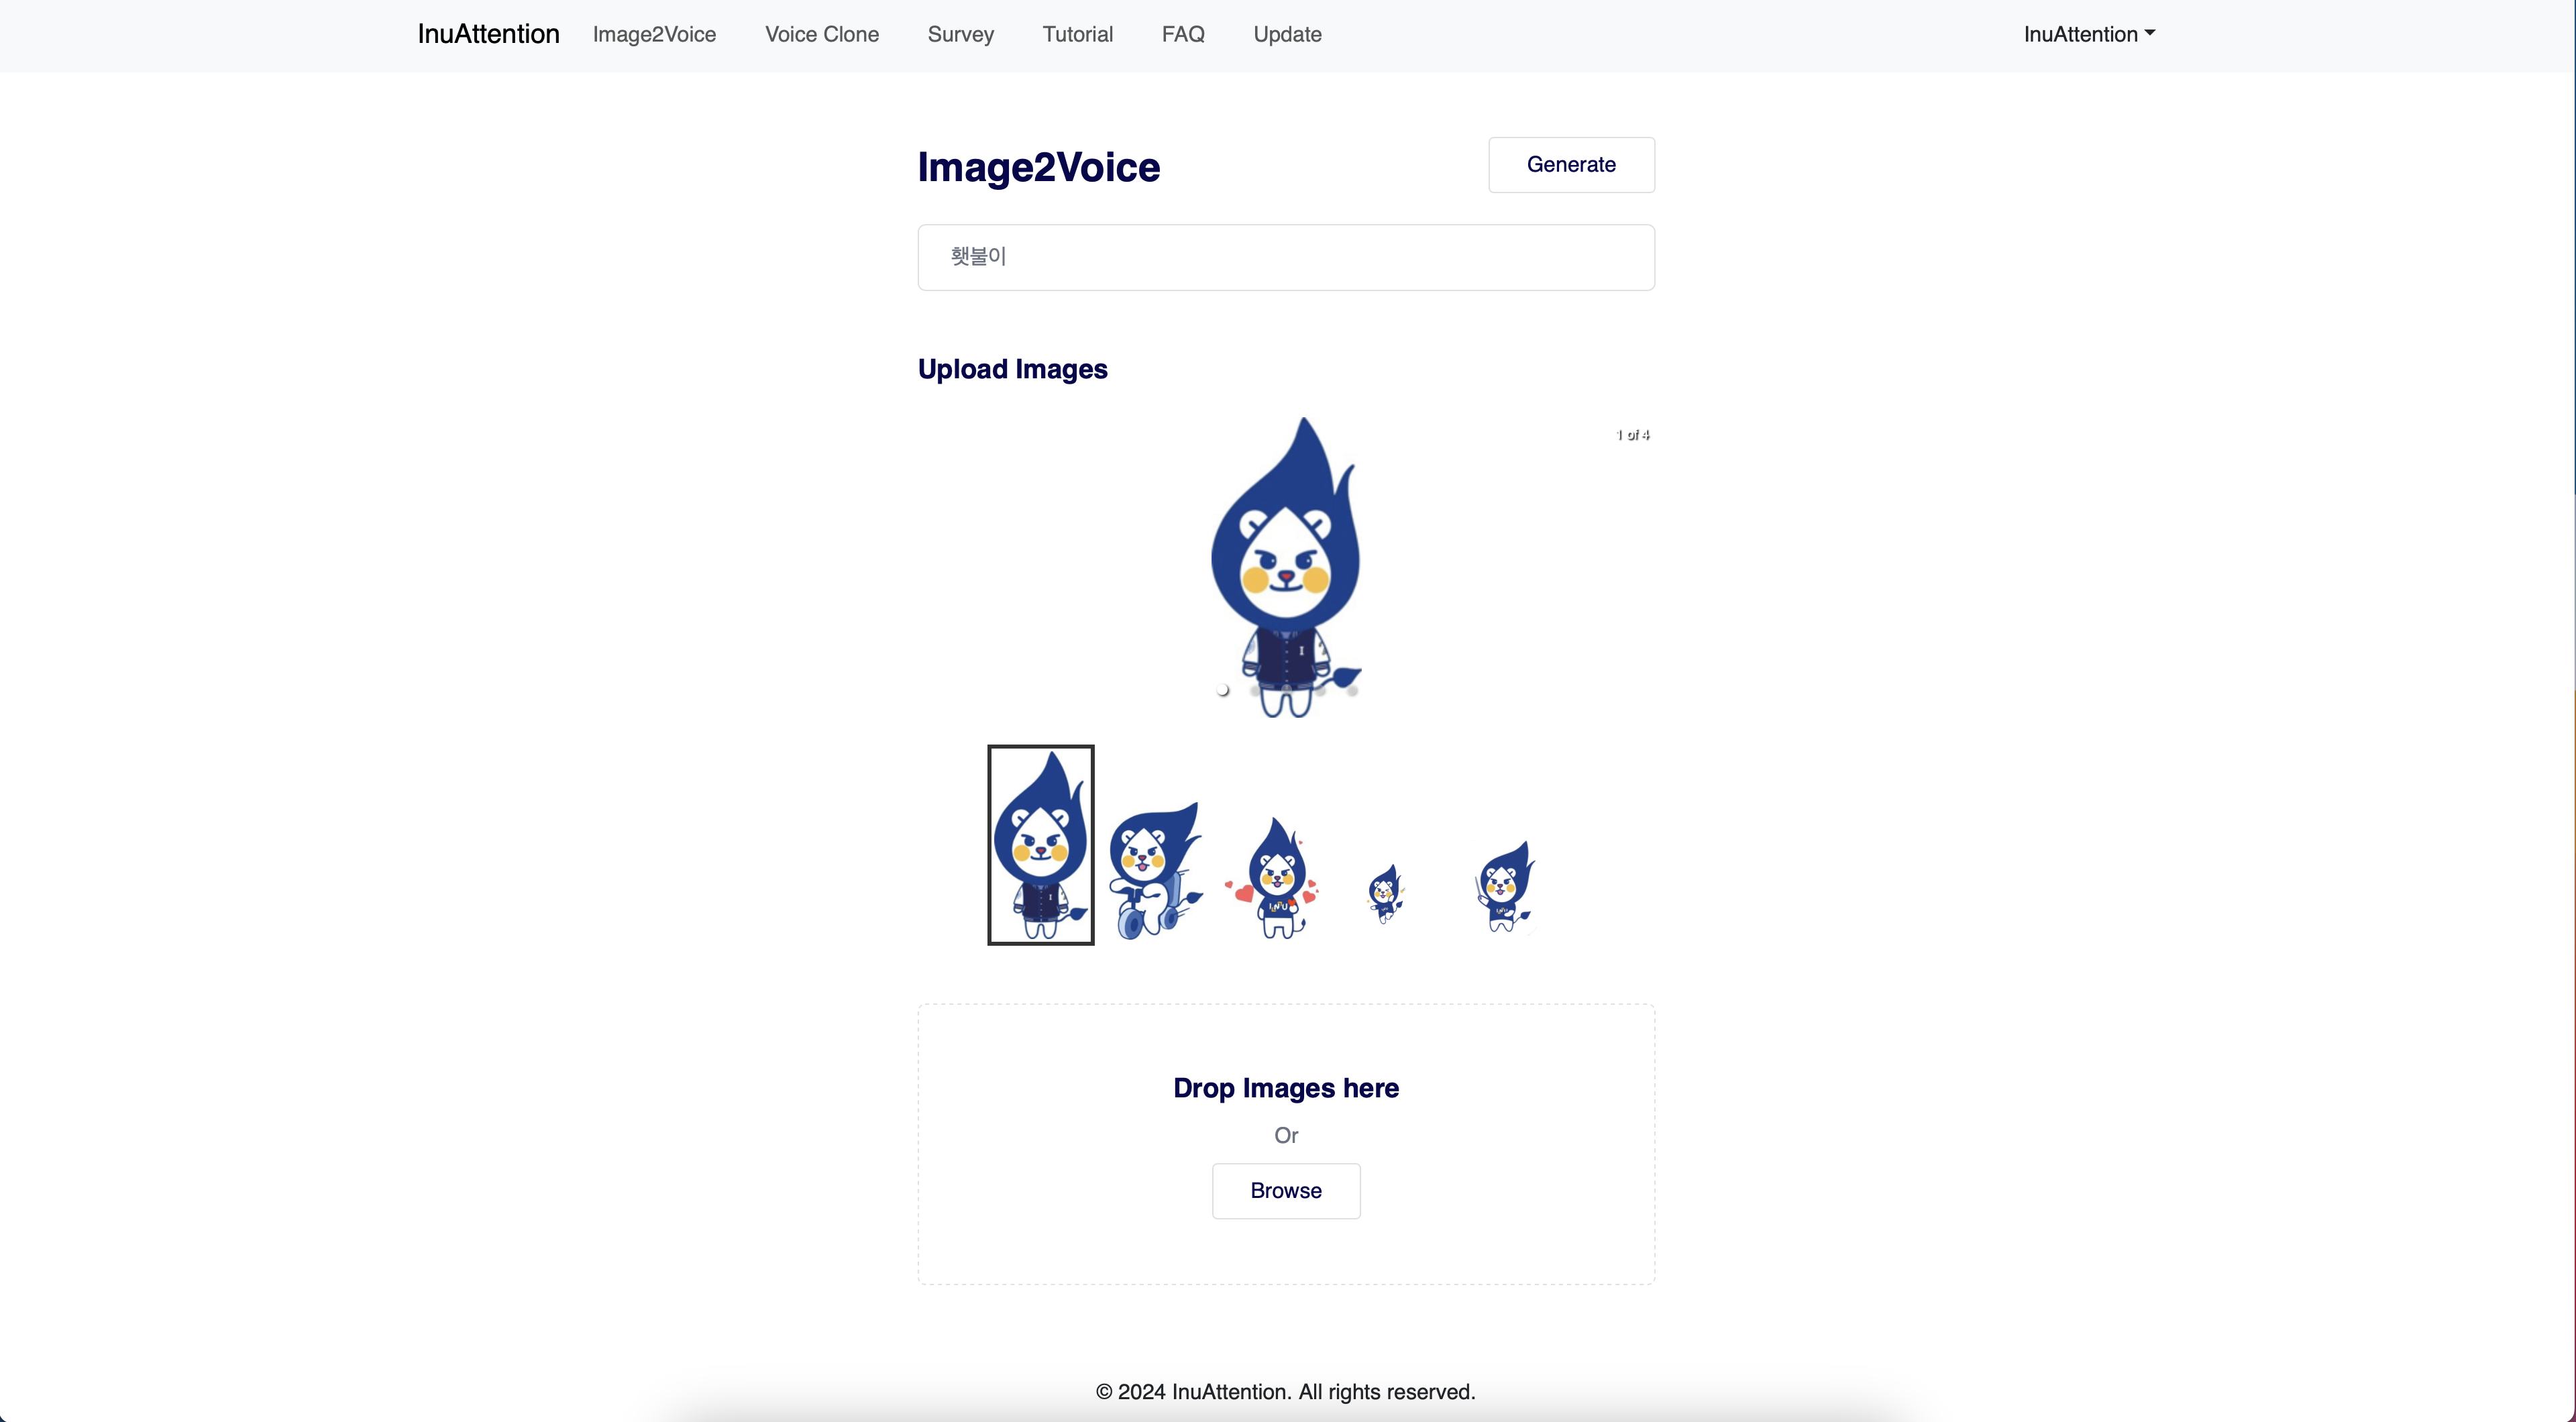 InuAttention Image2Voice Voice Clone Survey Tutorial FAQ Update InuAttention
Image2Voice Generate
횃불이
Upload Images
1 of 4
I
INU
Drop Images here
Or
Browse
© 2024 InuAttention. All rights reserved.